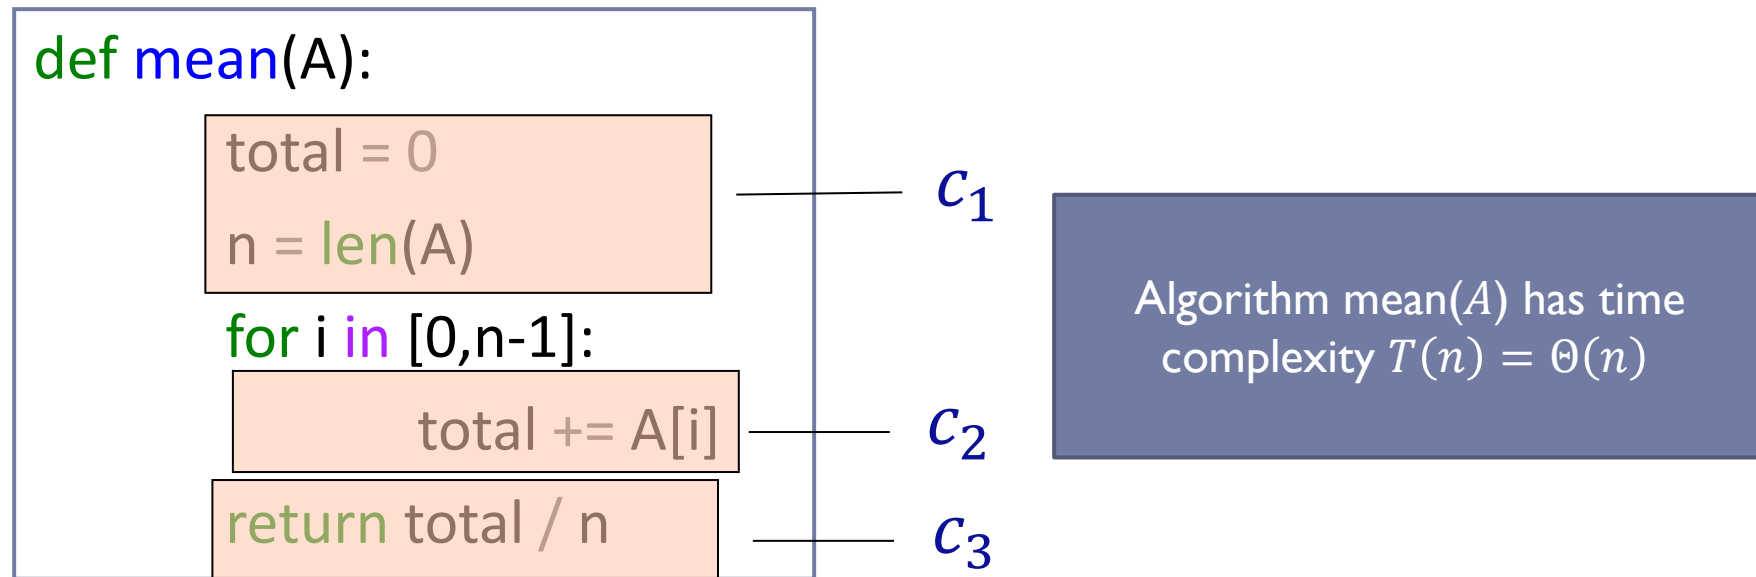 def mean(A):
total = 0
n = len(A)
for i in [0,n-1]:
total += A[i]
return total / n
c₁
c₂
c₃
Algorithm mean(A) has time
complexity T(n) = Θ(n)